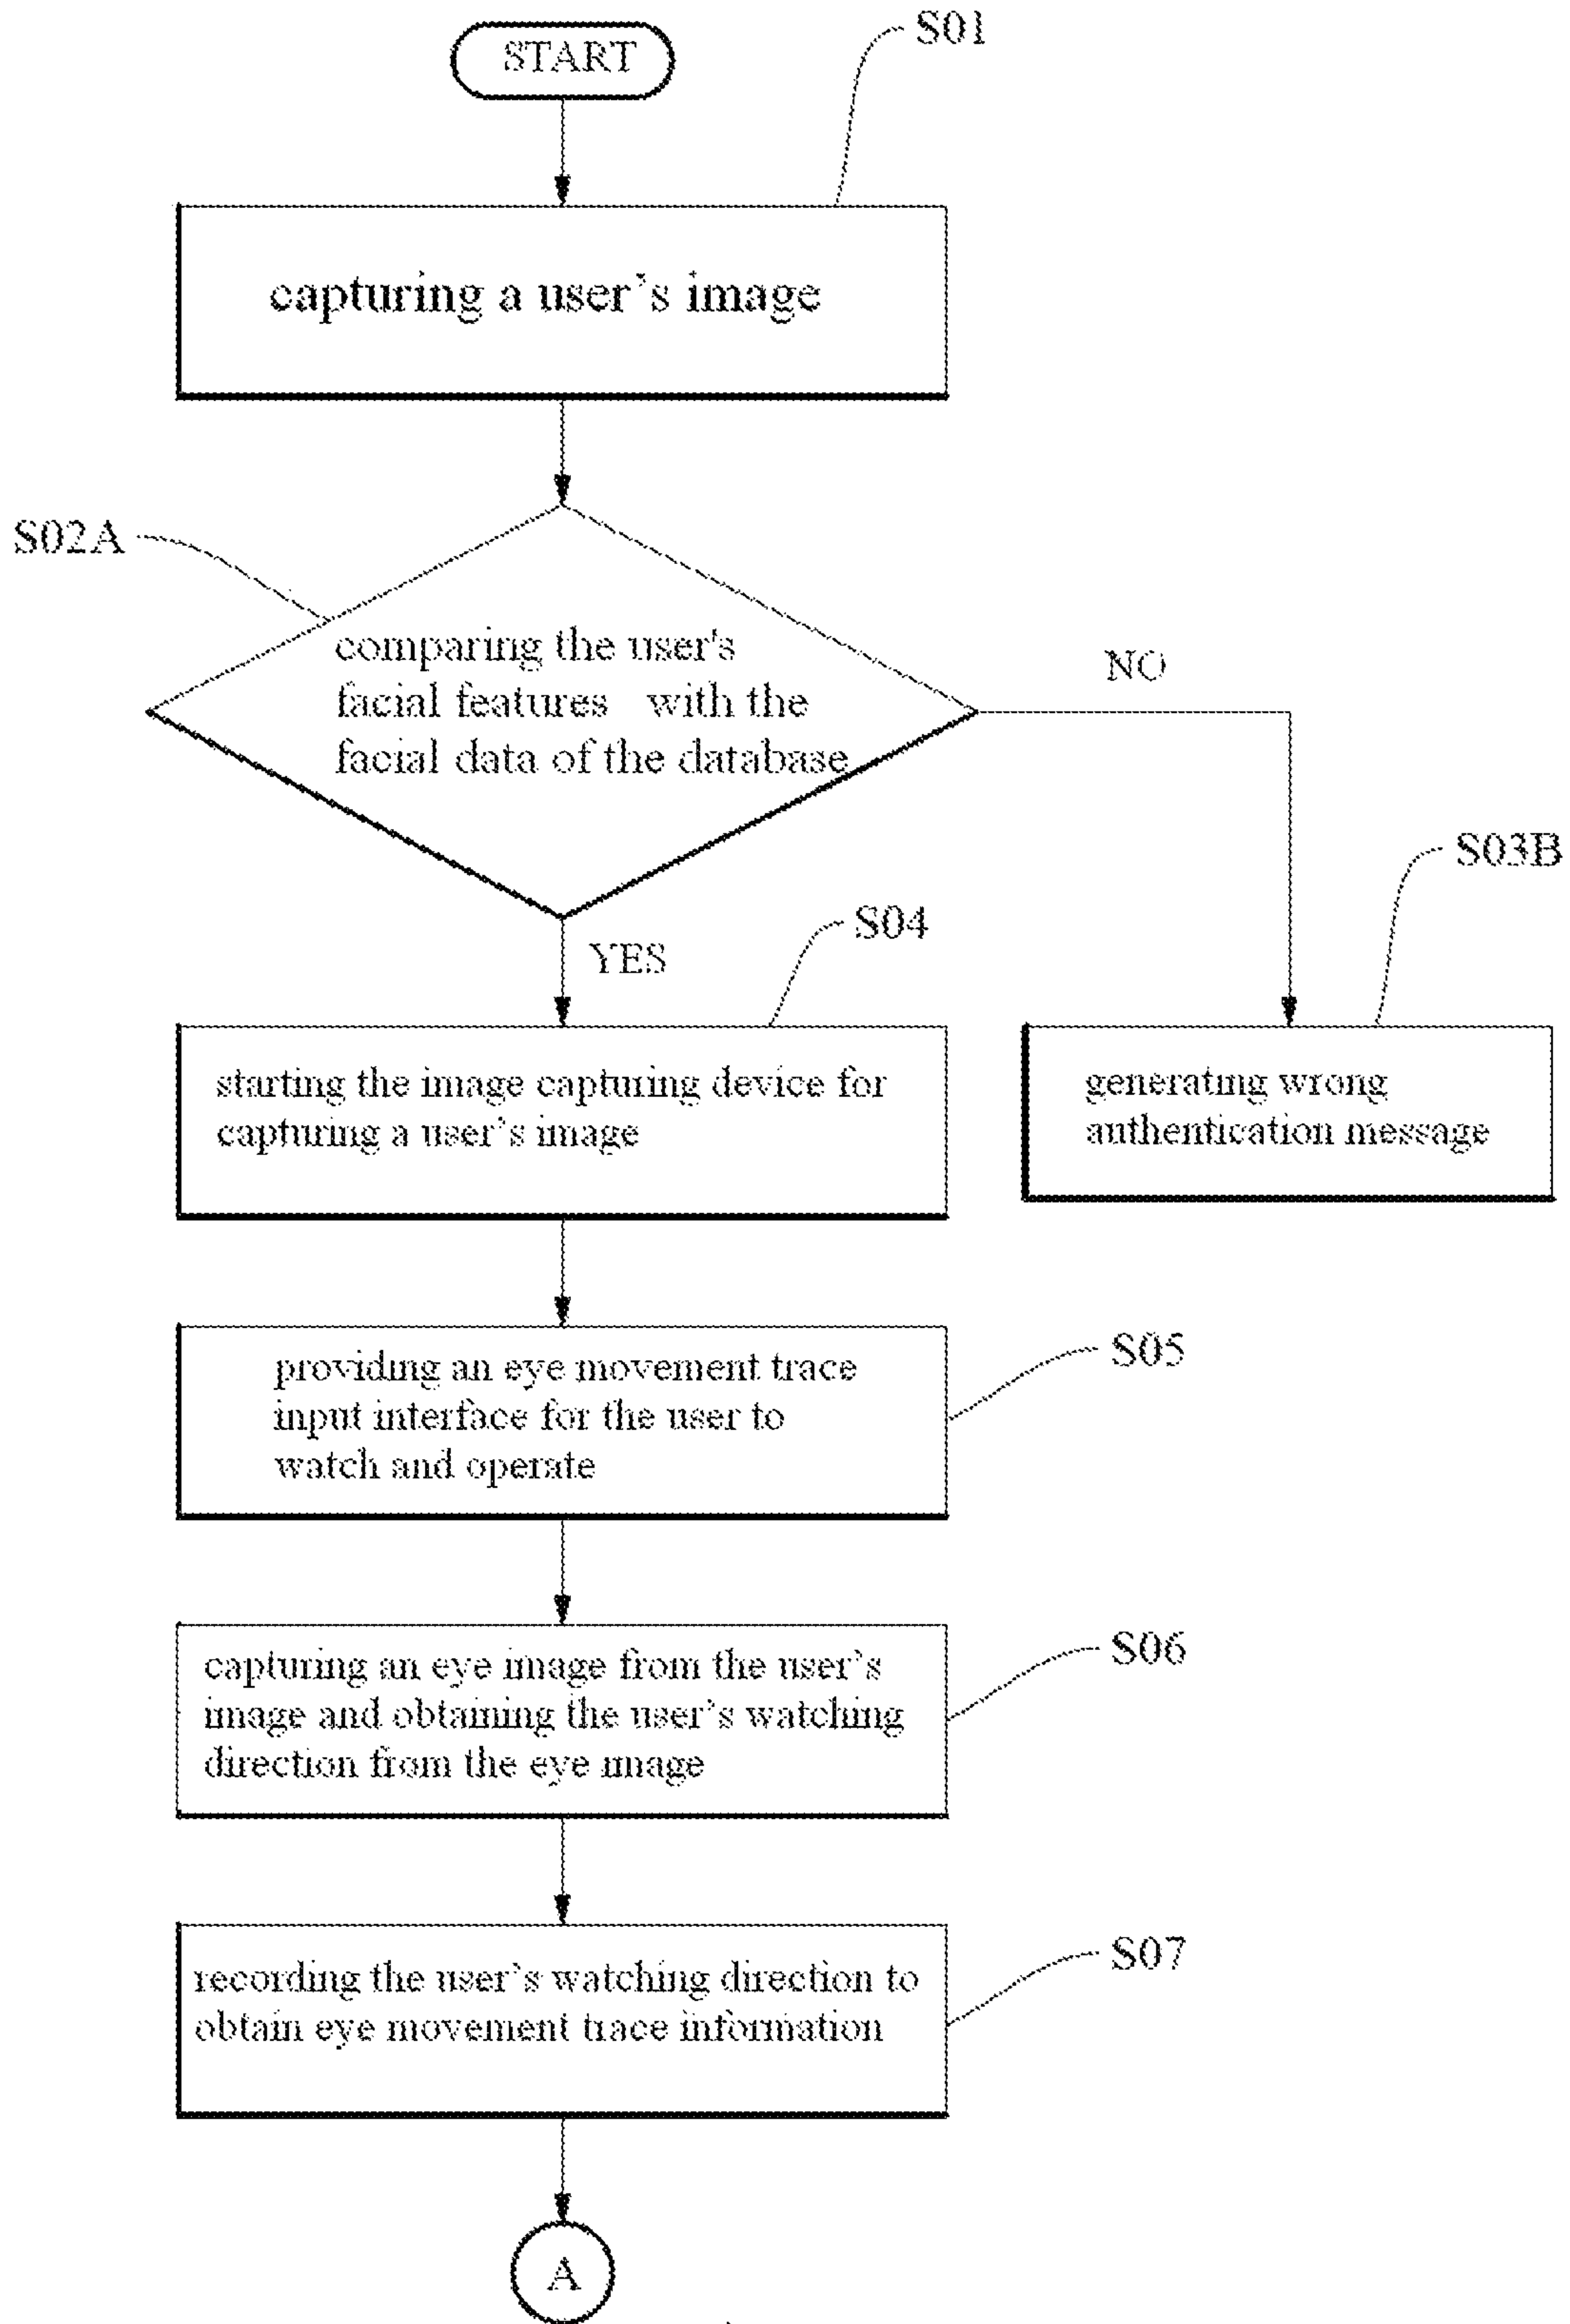 START
S01
capturing a user’s image
S02A
comparing the user's
facial features with the
facial data of the database
NO
YES
S03B
S04
starting the image capturing device for
capturing a user’s image
generating wrong
authentication message
providing an eye movement trace
input interface for the user to
watch and operate
S05
capturing an eye image from the user’s
image and obtaining the user’s watching
direction from the eye image
S06
recording the user’s watching direction to
obtain eye movement trace information
S07
A